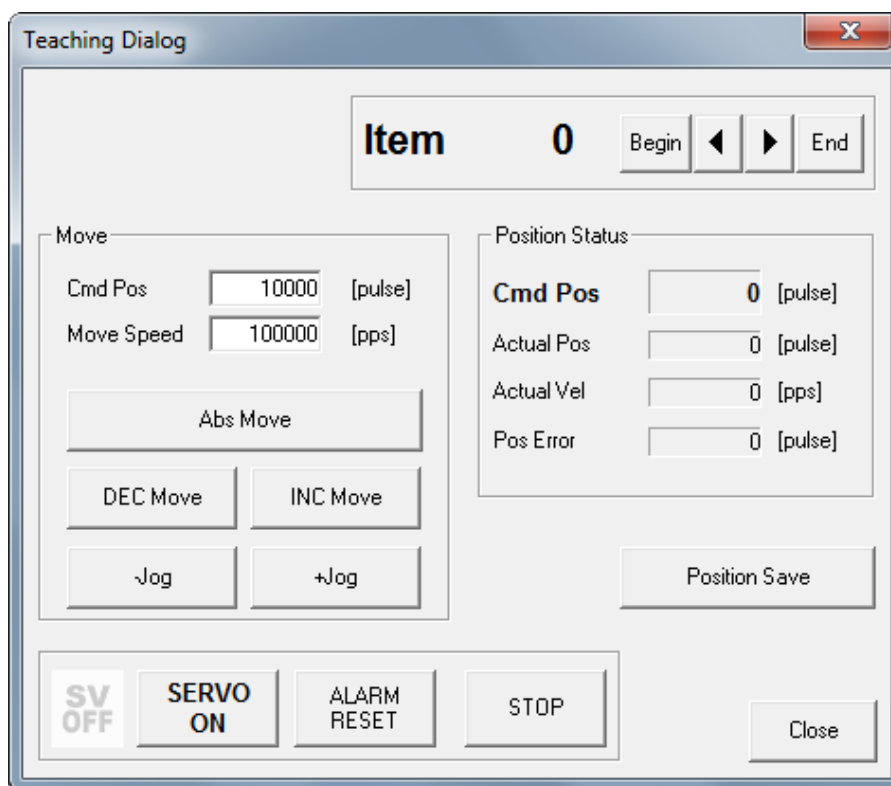 Teaching Dialog
Item 0 Begin End
Move
Cmd Pos 10000 [pulse]
Move Speed 100000 [pps]
Abs Move
DEC Move INC Move
-Jog +Jog
Position Status
Cmd Pos 0 [pulse]
Actual Pos 0 [pulse]
Actual Vel 0 [pps]
Pos Error 0 [pulse]
Position Save
SV
OFF
SERVO
ON
ALARM
RESET
STOP
Close